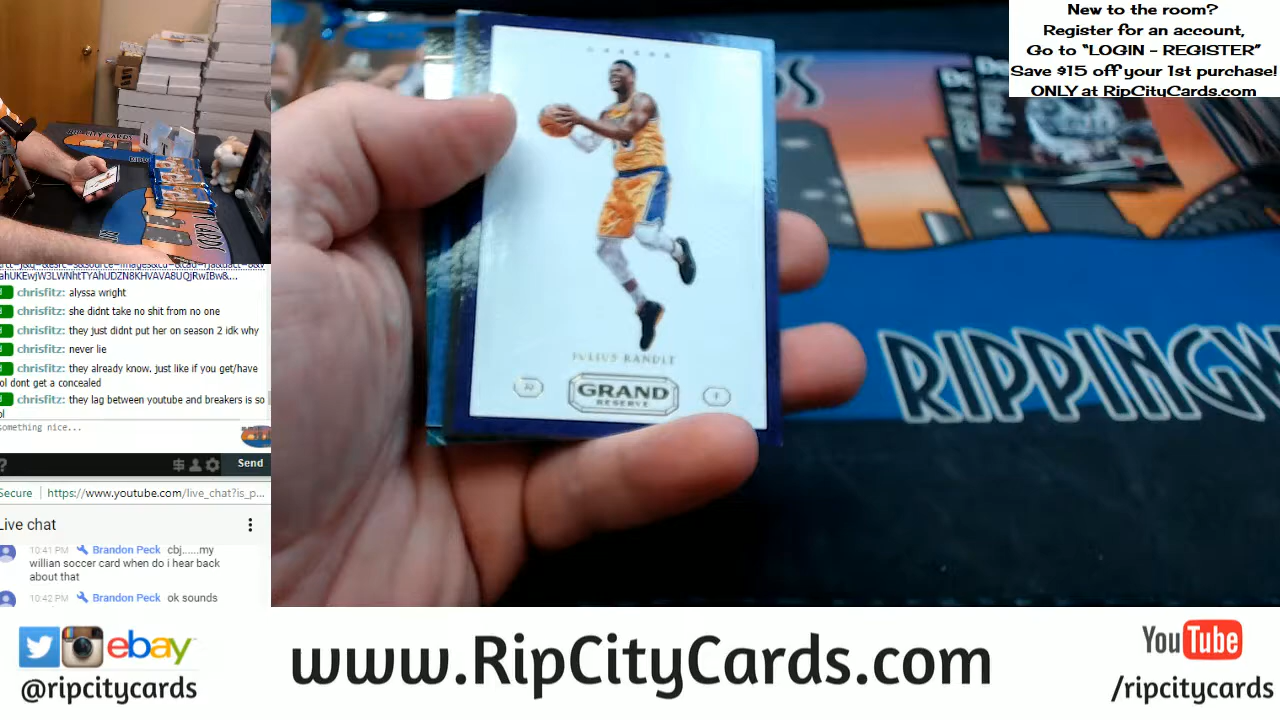 New to the room?
Register for an account,
Go to “LOGIN - REGISTER”
Save $15 off your 1st purchase!
ONLY at RipCityCards.com
LAKERS
JULIUS RANDLE
GRAND
RESERVE
F
RIPPINGW
chrisfitz: alyssa wright
chrisfitz: she didnt take no shit from no one
chrisfitz: they just didnt put her on season 2 idk why
chrisfitz: never lie
chrisfitz: they already know. just like if you get/have
ol dont get a concealed
chrisfitz: they lag between youtube and breakers is so
ol
something nice...
Send
Secure https://www.youtube.com/live_chat?is_p...
Live chat
10:41 PM Brandon Peck cbj......my
willian soccer card when do i hear back
about that
10:42 PM Brandon Peck ok sounds
ebay
@ripcitycards
www.RipCityCards.com
YouTube
/ripcitycards